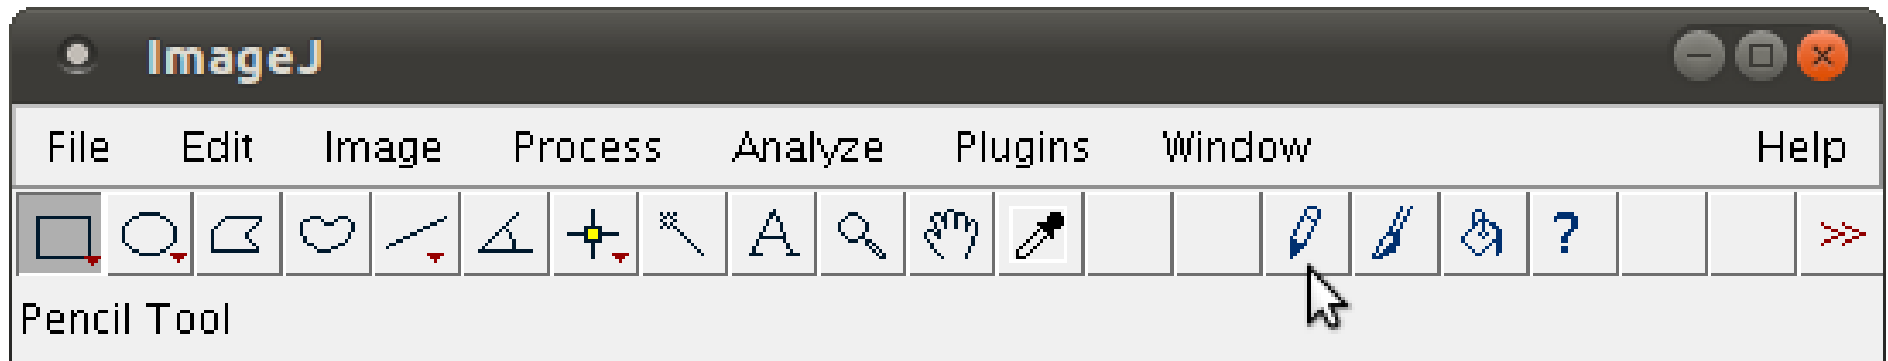 ImageJ
File Edit Image Process Analyze Plugins Window Help
A ? >>
Pencil Tool